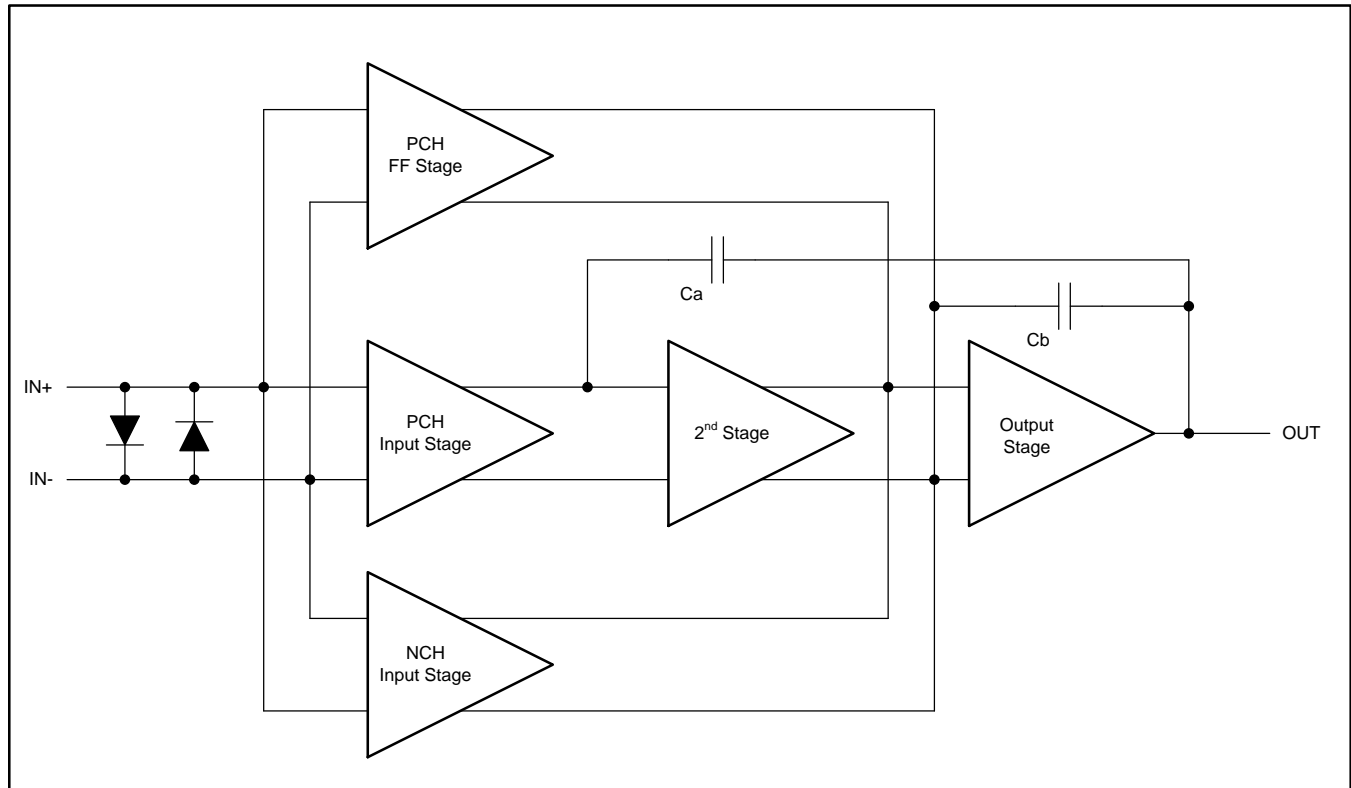 PCH
FF Stage
Ca
Cb
IN+
PCH
Input Stage
2nd Stage
Output
Stage
OUT
IN-
NCH
Input Stage